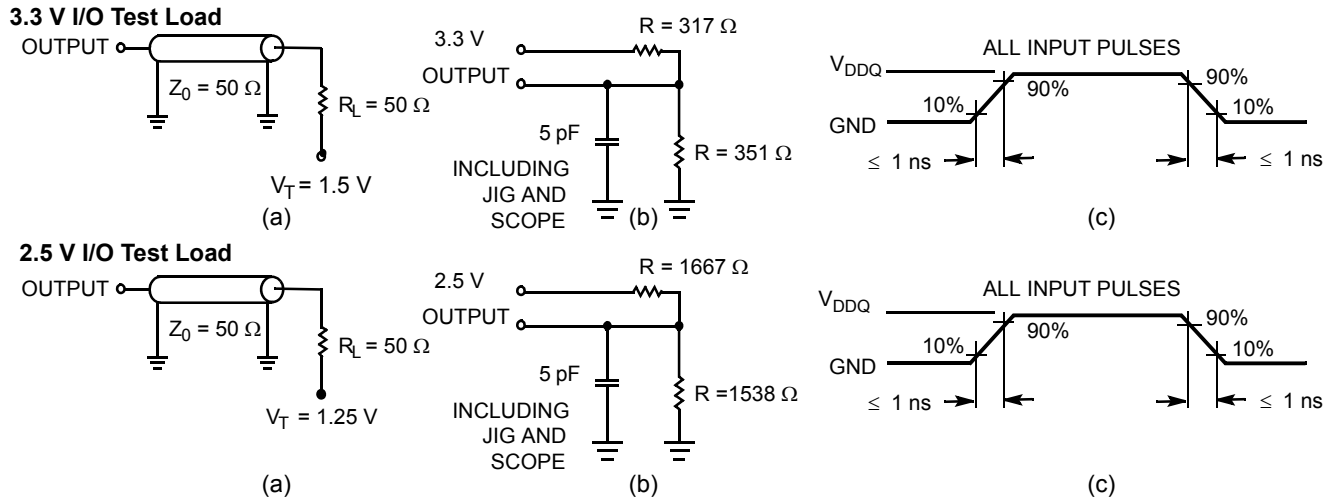 3.3 V I/O Test Load
OUTPUT
Z0 = 50 Ω
RL = 50 Ω
VT = 1.5 V
(a)
R = 317 Ω
3.3 V
OUTPUT
5 pF
INCLUDING
JIG AND
SCOPE
R = 351 Ω
(b)
ALL INPUT PULSES
VDDQ
GND
10%
90%
90%
10%
≤ 1 ns
≤ 1 ns
(c)
2.5 V I/O Test Load
OUTPUT
Z0 = 50 Ω
RL = 50 Ω
VT = 1.25 V
(a)
R = 1667 Ω
2.5 V
OUTPUT
5 pF
INCLUDING
JIG AND
SCOPE
R =1538 Ω
(b)
ALL INPUT PULSES
VDDQ
GND
10%
90%
90%
10%
≤ 1 ns
≤ 1 ns
(c)